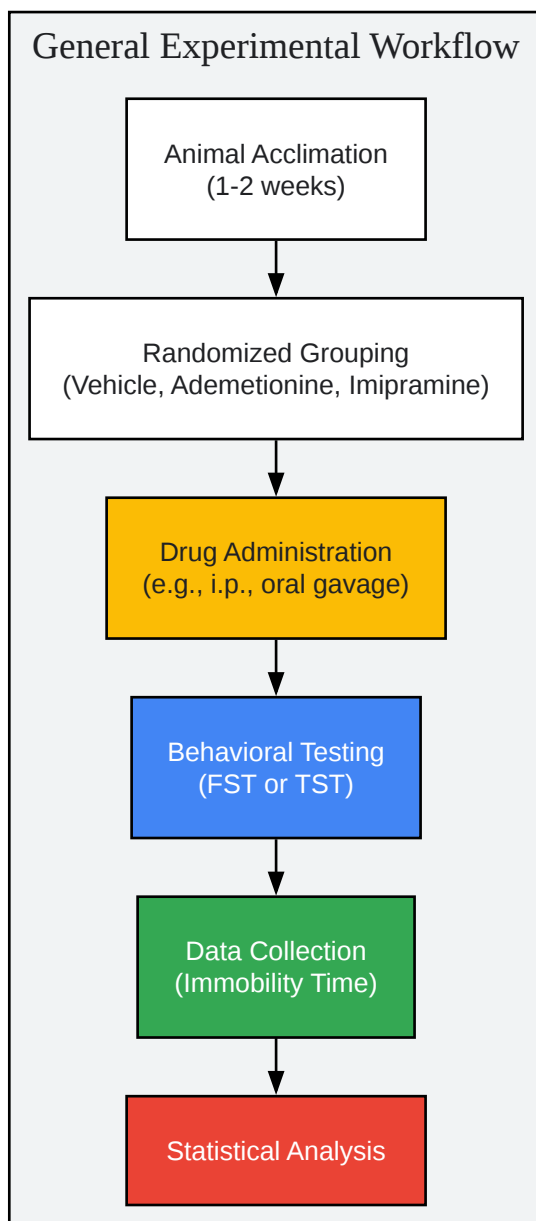 General Experimental Workflow
Animal Acclimation
(1-2 weeks)
Randomized Grouping
(Vehicle, Ademetionine, Imipramine)
Drug Administration
(e.g., i.p., oral gavage)
Behavioral Testing
(FST or TST)
Data Collection
(Immobility Time)
Statistical Analysis